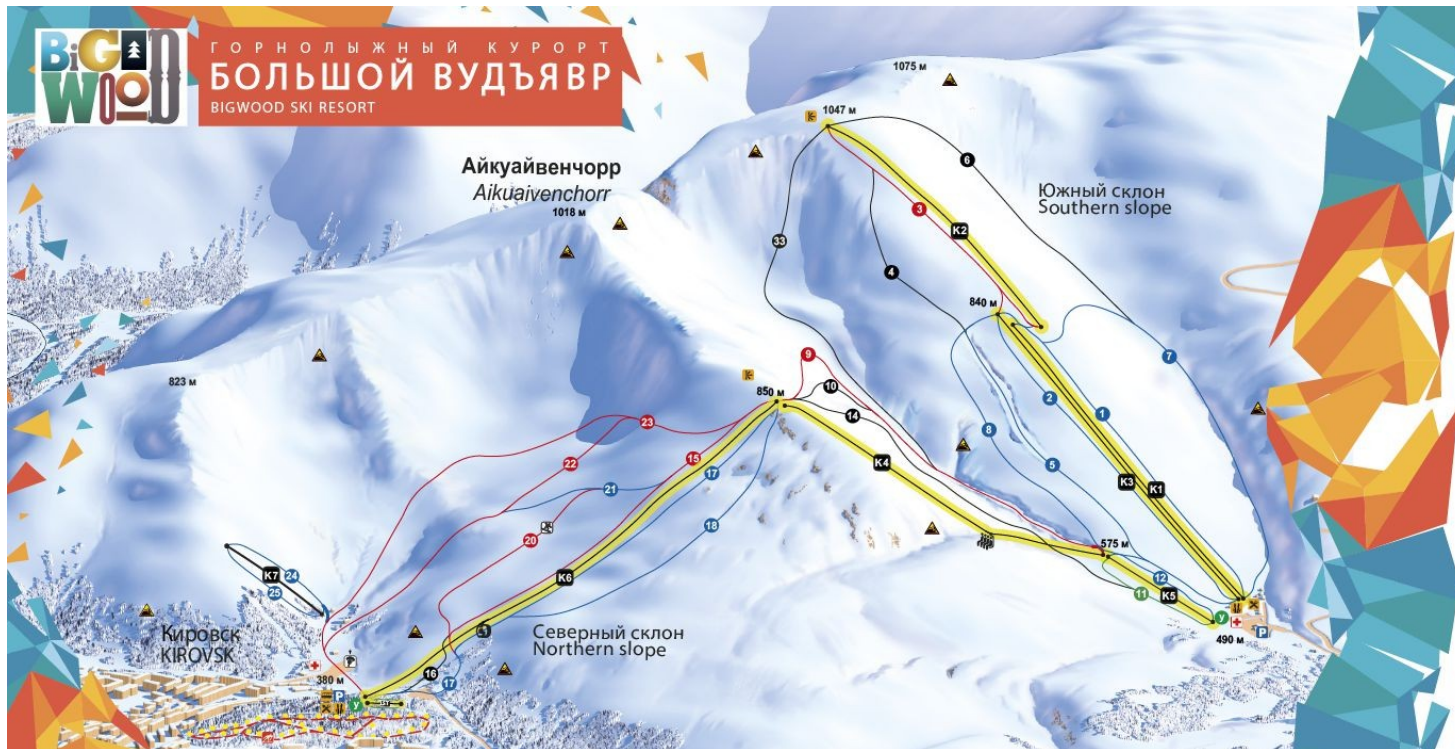 BiG
WOOD
ГОРНОЛЫЖНЫЙ КУРОРТ
БОЛЬШОЙ ВУДЪЯВР
BIGWOOD SKI RESORT
1075 м
1047 м
Айкуайвенчорр
Aikuaivenchorr
1018 м
6
Южный склон
Southern slope
3
K2
33
4
840 м
9
7
823 м
10
850 м
2
1
14
23
8
15
K4
22
5
17
K3
K1
21
18
20
575 м
K7
24
K6
12
25
11
K5
У
Кировск
KIROVSK
Северный склон
Northern slope
P
490 м
16
380 м
17
P
У